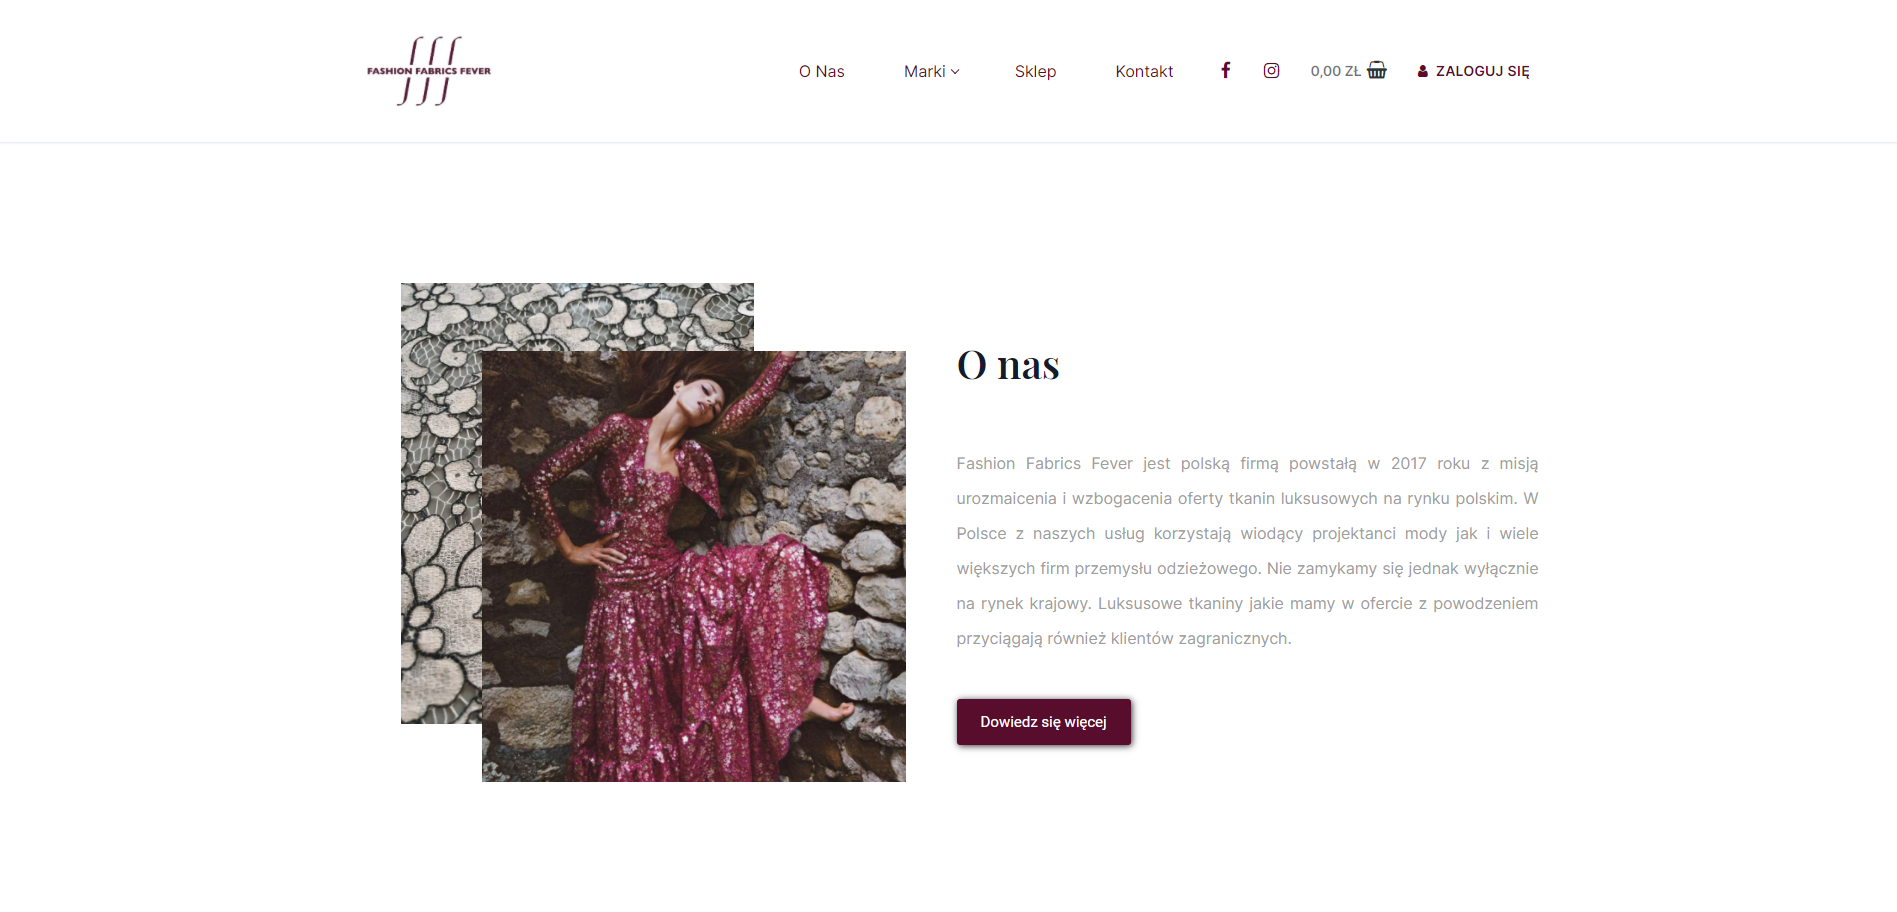 FASHION FABRICS FEVER
O Nas
Marki
Sklep
Kontakt
0,00 ZŁ
ZALOGUJ SIĘ
O nas
Fashion Fabrics Fever jest polską firmą powstałą w 2017 roku z misją
urozmaicenia i wzbogacenia oferty tkanin luksusowych na rynku polskim. W
Polsce z naszych usług korzystają wiodący projektanci mody jak i wiele
większych firm przemysłu odzieżowego. Nie zamykamy się jednak wyłącznie
na rynek krajowy. Luksusowe tkaniny jakie mamy w ofercie z powodzeniem
przyciągają również klientów zagranicznych.
Dowiedz się więcej